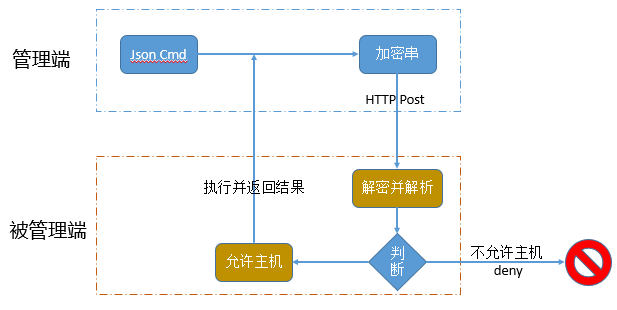 管理端
Json Cmd
加密串
HTTP Post
被管理端
执行并返回结果
解密并解析
允许主机
判
断
不允许主机
deny